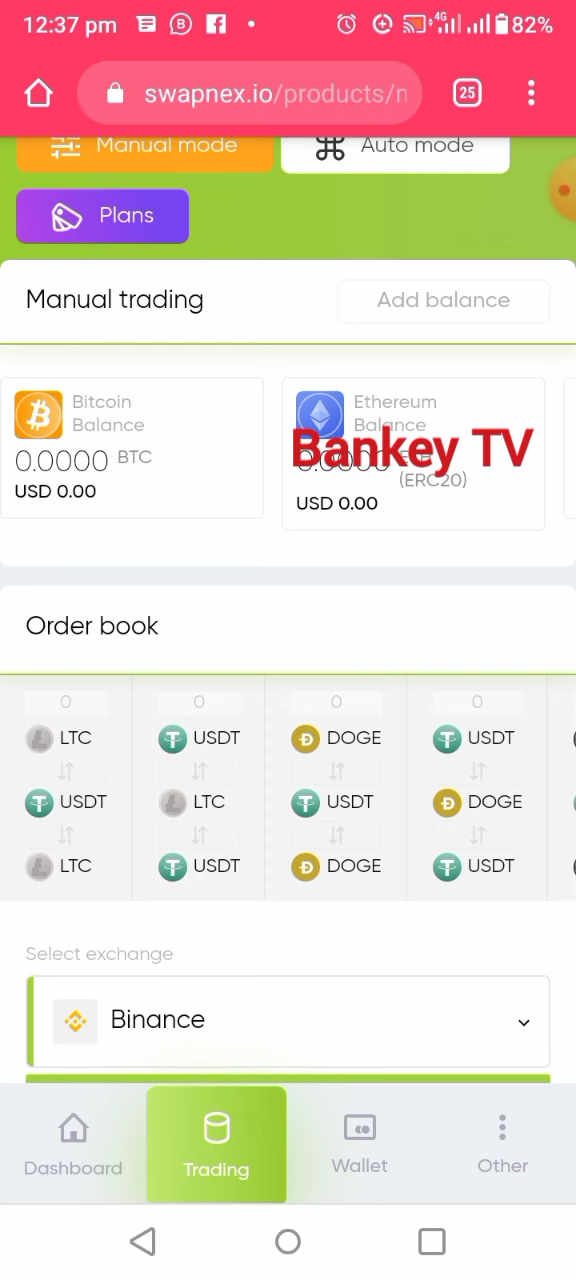 12:37 pm 4G 82%
swapnex.io/products/n 25
Manual mode Auto mode
Plans
Manual trading Add balance
Bitcoin Ethereum
Balance Balance
0.0000 BTC 0.0000
Bankey TV
(ERC20)
USD 0.00 USD 0.00
Order book
0 0 0 0
LTC USDT DOGE USDT
USDT LTC USDT DOGE
LTC USDT DOGE USDT
Select exchange
Binance
Dashboard Trading Wallet Other